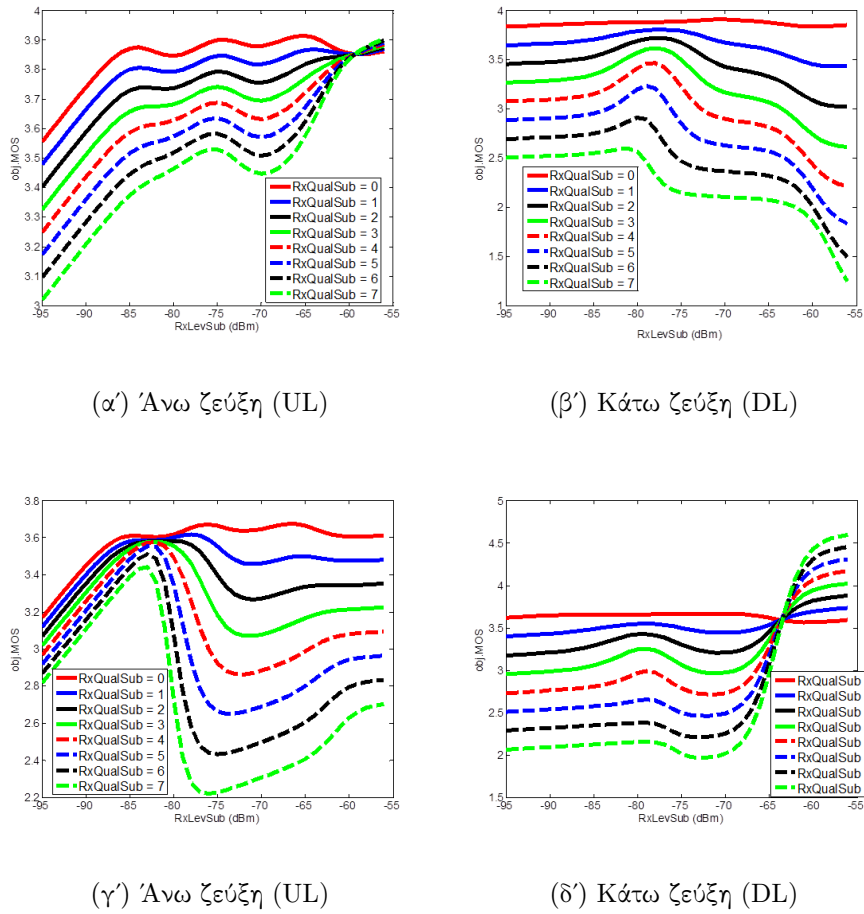 3.9
3.8
3.7
3.6
3.5
3.4
3.3
3.2
3.1
3
obj.MOS
-95 -90 -85 -80 -75 -70 -65 -60 -55
RxLevSub (dBm)
RxQualSub = 0
RxQualSub = 1
RxQualSub = 2
RxQualSub = 3
RxQualSub = 4
RxQualSub = 5
RxQualSub = 6
RxQualSub = 7
(α΄) Άνω ζεύξη (UL)
4
3.5
3
2.5
2
1.5
1
obj.MOS
-95 -90 -85 -80 -75 -70 -65 -60 -55
RxLevSub (dBm)
RxQualSub = 0
RxQualSub = 1
RxQualSub = 2
RxQualSub = 3
RxQualSub = 4
RxQualSub = 5
RxQualSub = 6
RxQualSub = 7
(β΄) Κάτω ζεύξη (DL)
3.8
3.6
3.4
3.2
3
2.8
2.6
2.4
2.2
obj.MOS
-95 -90 -85 -80 -75 -70 -65 -60 -55
RxLevSub (dBm)
RxQualSub = 0
RxQualSub = 1
RxQualSub = 2
RxQualSub = 3
RxQualSub = 4
RxQualSub = 5
RxQualSub = 6
RxQualSub = 7
(γ΄) Άνω ζεύξη (UL)
5
4.5
4
3.5
3
2.5
2
1.5
obj.MOS
-95 -90 -85 -80 -75 -70 -65 -60 -55
RxLevSub (dBm)
RxQualSub
RxQualSub
RxQualSub
RxQualSub
RxQualSub
RxQualSub
RxQualSub
RxQualSub
(δ΄) Κάτω ζεύξη (DL)